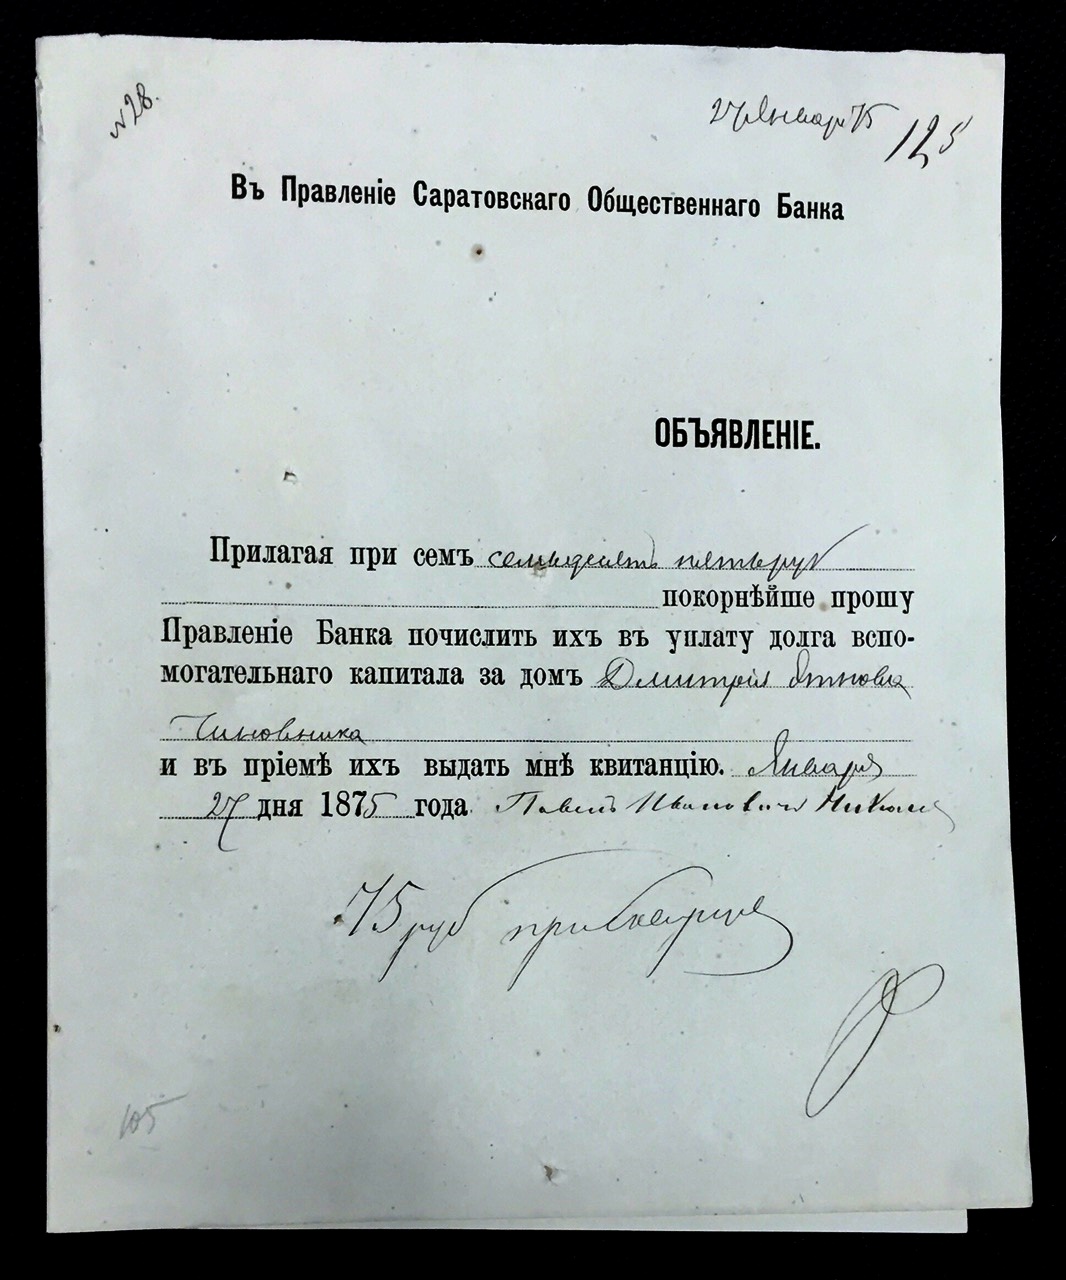 №28.
27 Январ 75
125
Въ Правленіе Саратовскаго Общественнаго Банка
ОБЪЯВЛЕНІЕ.
Прилагая при семъ семьдесятъ пять руб
покорнѣйше прошу
Правленіе Банка почислить ихъ въ уплату долга вспо-
могательнаго капитала за домъ Дмитрія
Чиновника
и въ пріемѣ ихъ выдать мнѣ квитанцію. Января
27 дня 1875 года Павелъ Ивановичъ
75 руб
105